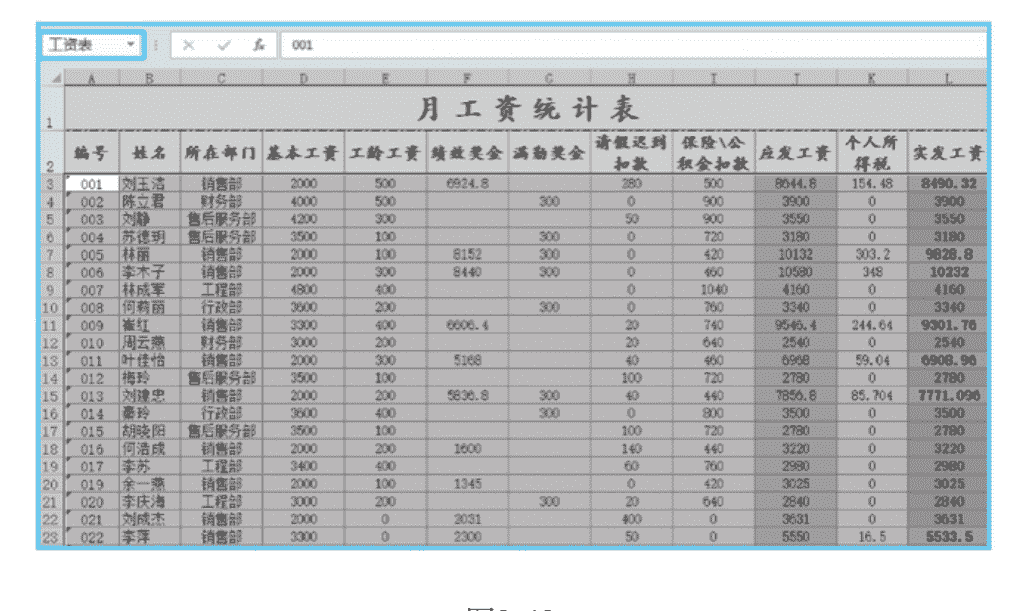 工资表 001
A B C D E F G H I J K L
1 月工资统计表
2 编号 姓名 所在部门 基本工资 工龄工资 绩效奖金 满勤奖金 请假迟到扣款 保险\公积金扣款 应发工资 个人所得税 实发工资
3 001 刘玉洁 销售部 2000 500 6924.8 280 500 8644.8 154.48 8490.32
4 002 陈立君 财务部 4000 500 300 0 900 3900 0 3900
5 003 刘静 售后服务部 4200 300 50 900 3550 0 3550
6 004 苏德玥 售后服务部 3500 100 300 0 720 3180 0 3180
7 005 林丽 销售部 2000 100 8152 300 0 420 10132 303.2 9828.8
8 006 李木子 销售部 2000 300 8440 300 0 460 10580 348 10232
9 007 林成军 工程部 4800 400 0 1040 4160 0 4160
10 008 何莉丽 行政部 3600 200 300 0 760 3340 0 3340
11 009 崔红 销售部 3300 400 6606.4 20 740 9546.4 244.64 9301.76
12 010 周云燕 财务部 3000 200 20 640 2540 0 2540
13 011 叶佳怡 销售部 2000 300 5168 40 460 6968 59.04 6908.96
14 012 梅玲 售后服务部 3500 100 100 720 2780 0 2780
15 013 刘建忠 销售部 2000 200 5836.8 300 40 440 7856.8 85.704 7771.096
16 014 秦玲 行政部 3600 400 300 0 800 3500 0 3500
17 015 胡晓阳 售后服务部 3500 100 100 720 2780 0 2780
18 016 何浩成 销售部 2000 200 1600 140 440 3220 0 3220
19 017 李苏 工程部 3400 400 60 760 2980 0 2980
20 019 余一燕 销售部 2000 100 1345 0 420 3025 0 3025
21 020 李庆海 工程部 3000 200 300 20 640 2840 0 2840
22 021 刘成杰 销售部 2000 0 2031 400 0 3631 0 3631
23 022 李萍 销售部 3300 0 2300 50 0 5550 16.5 5533.5